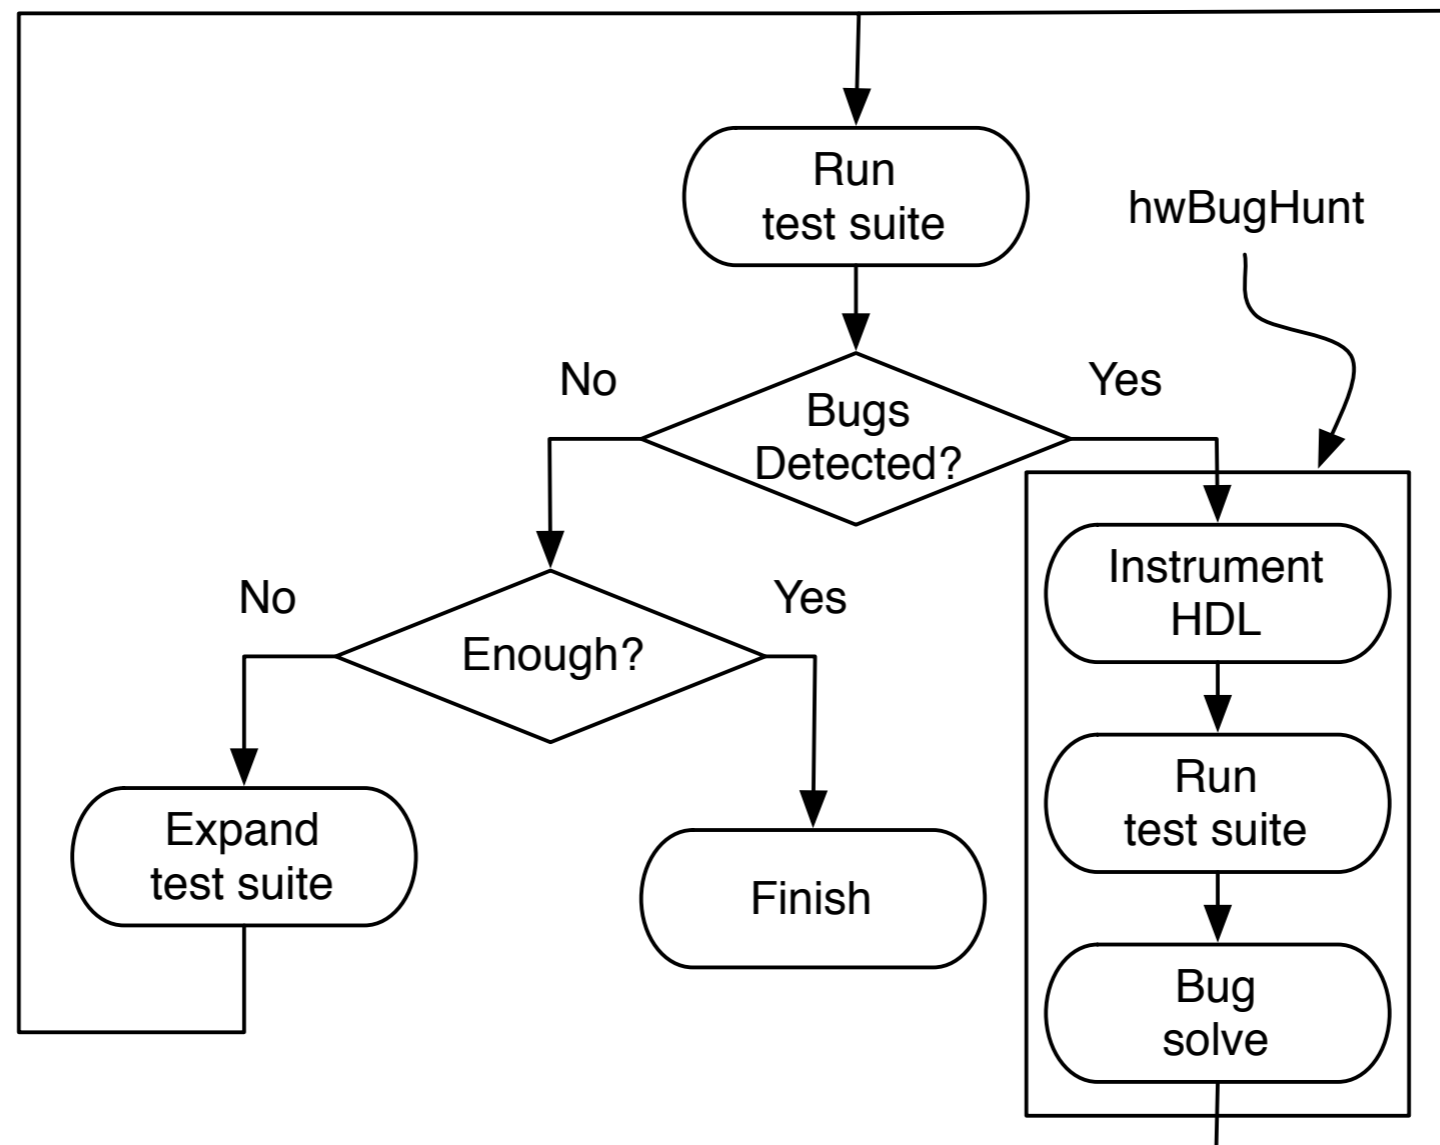 Run
test suite
hwBugHunt
No
Yes
Bugs
Detected?
Instrument
HDL
No
Yes
Enough?
Run
test suite
Expand
test suite
Finish
Bug
solve